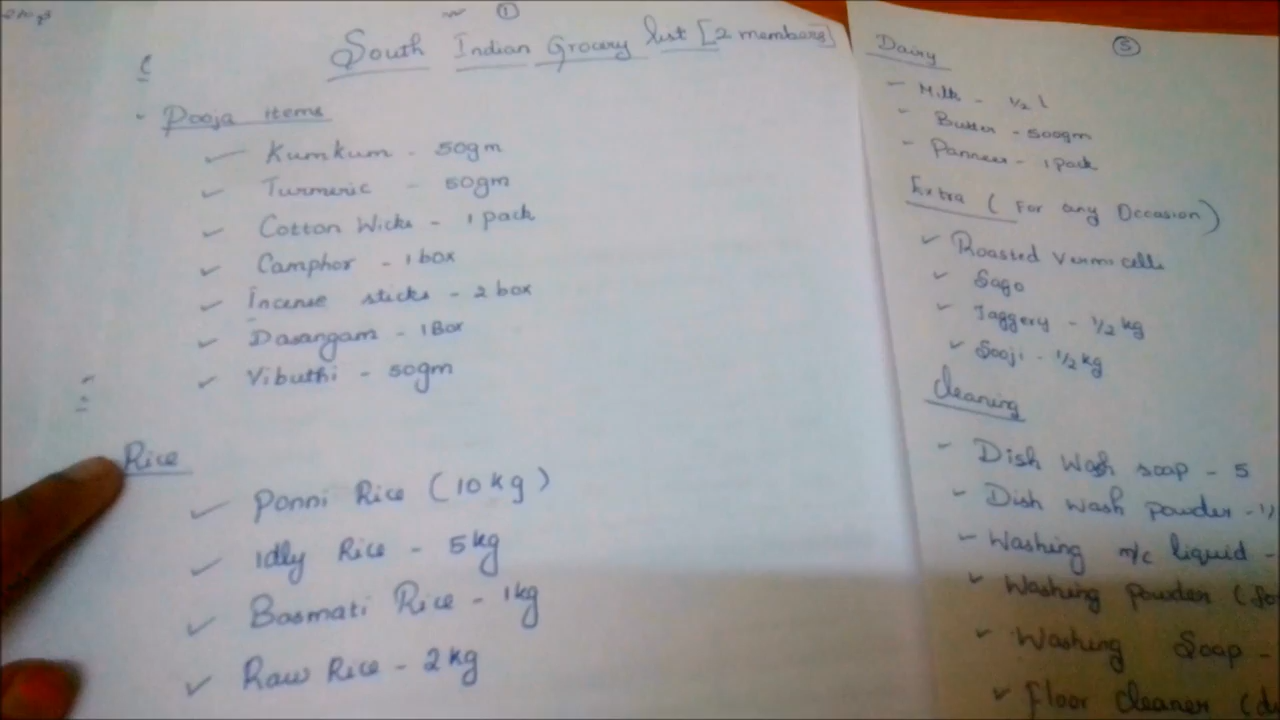 ①
South Indian Grocery list [2 members]
Pooja items
Kumkum - 50gm
Turmeric - 50gm
Cotton Wicks - 1 pack
Camphor - 1 box
Incense sticks - 2 box
Dasangam - 1 Box
Vibuthi - 50gm
Rice
Ponni Rice (10 kg)
Idly Rice - 5kg
Basmati Rice - 1kg
Raw Rice - 2kg
⑤
Dairy
Milk - 1/2 l
Butter - 500gm
Panneer - 1 pack
Extra (For any Occasion)
Roasted Vermicelli
Sago
Jaggery - 1/2 kg
Sooji - 1/2 kg
Cleaning
Dish Wash soap - 5
Dish wash powder -
Washing m/c liquid -
Washing powder (
Washing Soap -
Floor cleaner (